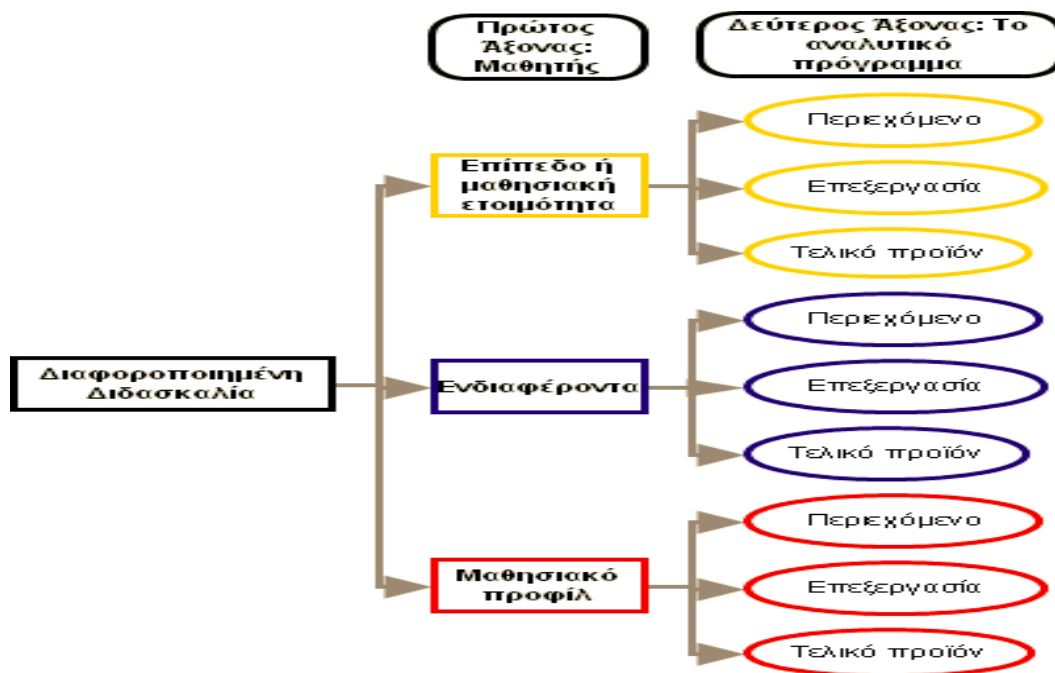 Πρώτος
Άξονας:
Μαθητής
Δεύτερος Άξονας: Το
αναλυτικό
πρόγραμμα
Διαφοροποιημένη
Διδασκαλία
Επίπεδο ή
μαθησιακή
ετοιμότητα
Περιεχόμενο
Επεξεργασία
Τελικό προϊόν
Ενδιαφέροντα
Περιεχόμενο
Επεξεργασία
Τελικό προϊόν
Μαθησιακό
προφίλ
Περιεχόμενο
Επεξεργασία
Τελικό προϊόν